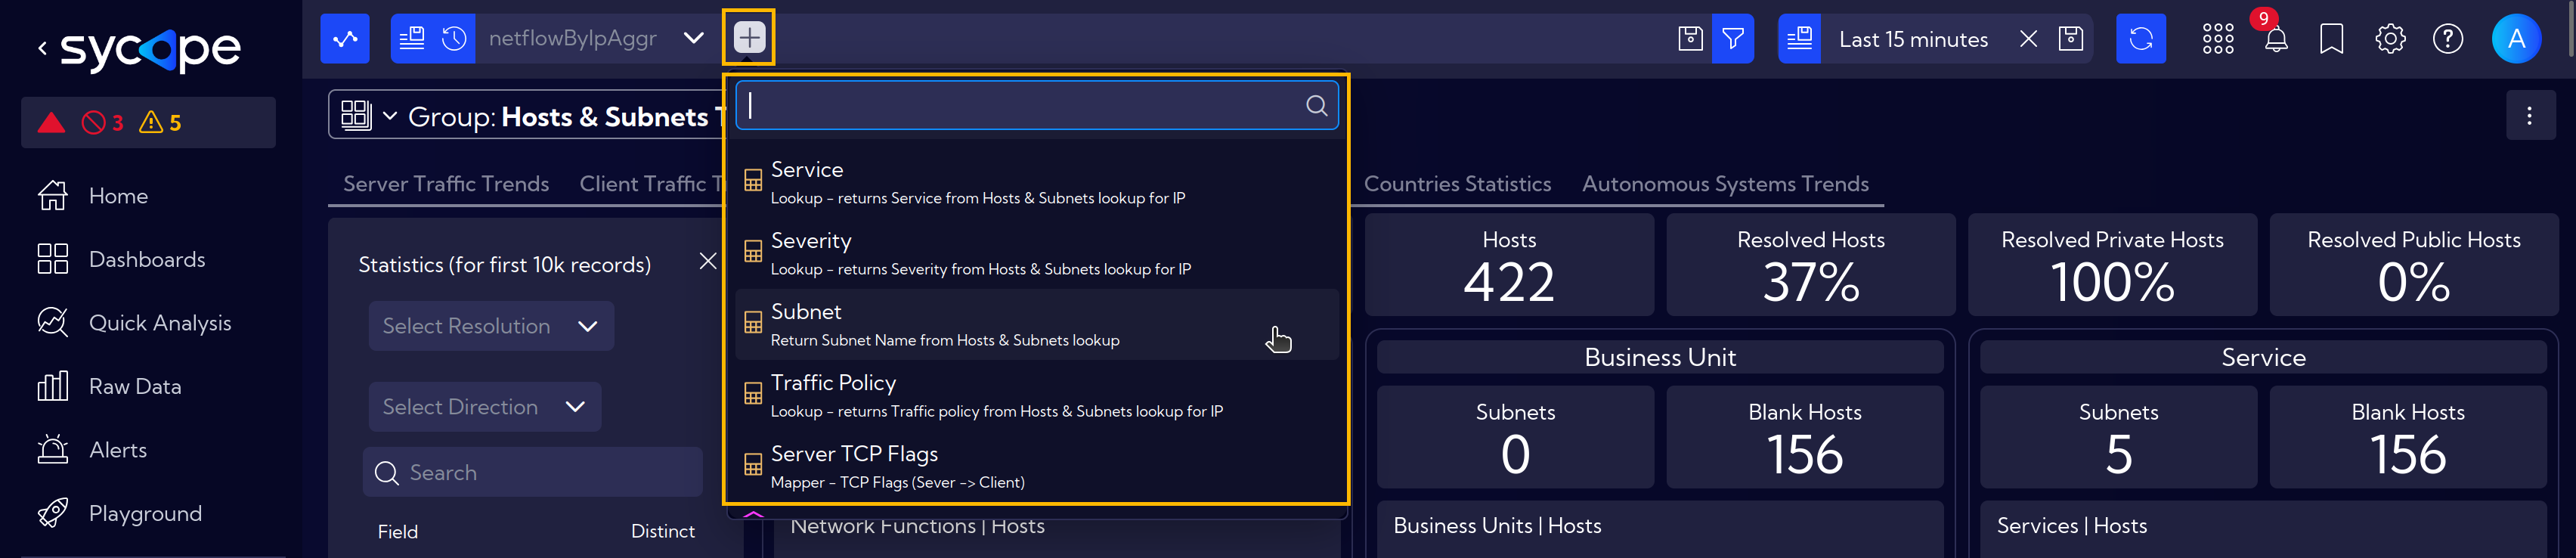 sycope
netflowByIpAggr
Last 15 minutes
9
A
3
5
Group: Hosts & Subnets
Home
Dashboards
Quick Analysis
Raw Data
Alerts
Playground
Server Traffic Trends
Client Traffic
Countries Statistics
Autonomous Systems Trends
Statistics (for first 10k records)
Select Resolution
Select Direction
Search
Field
Distinct
Service
Lookup - returns Service from Hosts & Subnets lookup for IP
Severity
Lookup - returns Severity from Hosts & Subnets lookup for IP
Subnet
Return Subnet Name from Hosts & Subnets lookup
Traffic Policy
Lookup - returns Traffic policy from Hosts & Subnets lookup for IP
Server TCP Flags
Mapper - TCP Flags (Sever -> Client)
Network Functions | Hosts
Hosts
422
Resolved Hosts
37%
Resolved Private Hosts
100%
Resolved Public Hosts
0%
Business Unit
Subnets
0
Blank Hosts
156
Business Units | Hosts
Service
Subnets
5
Blank Hosts
156
Services | Hosts